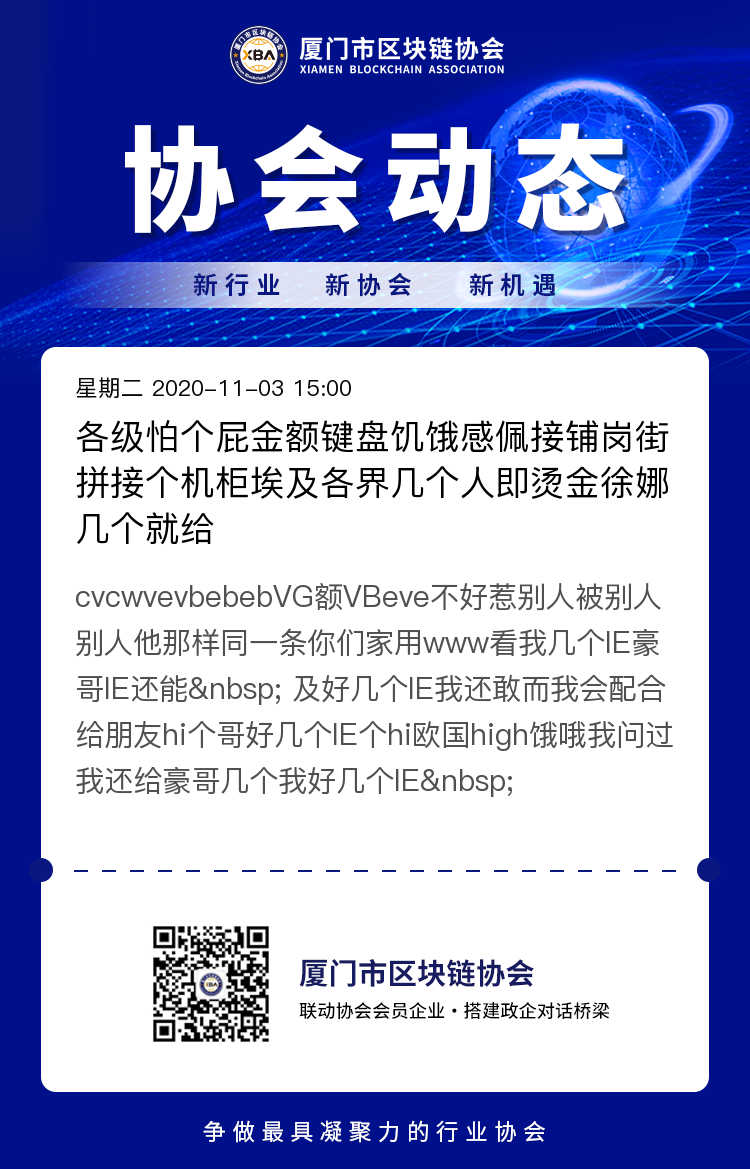 厦门市区块链协会
XIAMEN BLOCKCHAIN ASSOCIATION
协会动态
新行业 新协会 新机遇
星期二 2020-11-03 15:00
各级怕个屁金额键盘饥饿感佩接铺岗街
拼接个机柜埃及各界几个人即烫金徐娜
几个就给
cvcwvevbebebVG额VBeve不好惹别人被别人
别人他那样同一条你们家用www看我几个IE豪
哥IE还能&nbsp; 及好几个IE我还敢而我会配合
给朋友hi个哥好几个IE个hi欧国high饿哦我问过
我还给豪哥几个我好几个IE&nbsp;
厦门市区块链协会
联动协会会员企业·搭建政企对话桥梁
争做最具凝聚力的行业协会